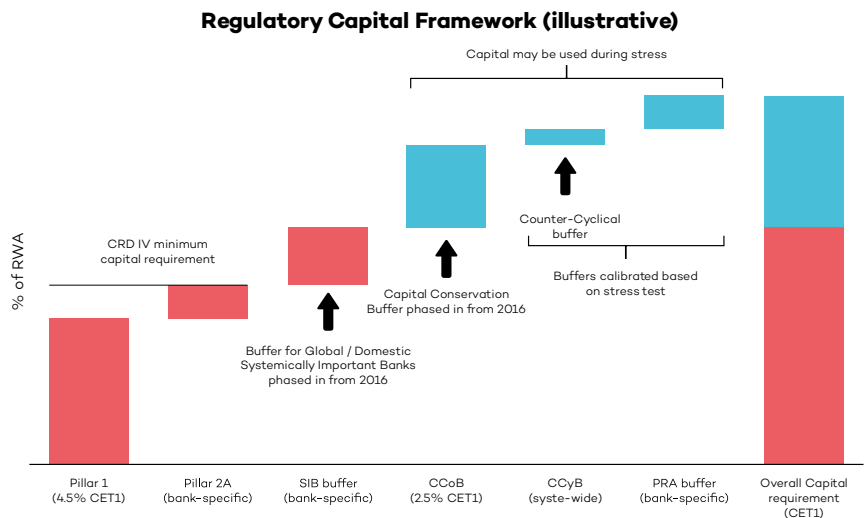 Regulatory Capital Framework (illustrative)
Capital may be used during stress
% of RWA
CRD IV minimum
capital requirement
Counter-Cyclical
buffer
Buffers calibrated based
on stress test
Capital Conservation
Buffer phased in from 2016
Buffer for Global / Domestic
Systemically Important Banks
phased in from 2016
Pillar 1
(4.5% CET1)
Pillar 2A
(bank-specific)
SIB buffer
(bank-specific)
CCoB
(2.5% CET1)
CCyB
(syste-wide)
PRA buffer
(bank-specific)
Overall Capital
requirement
(CET1)